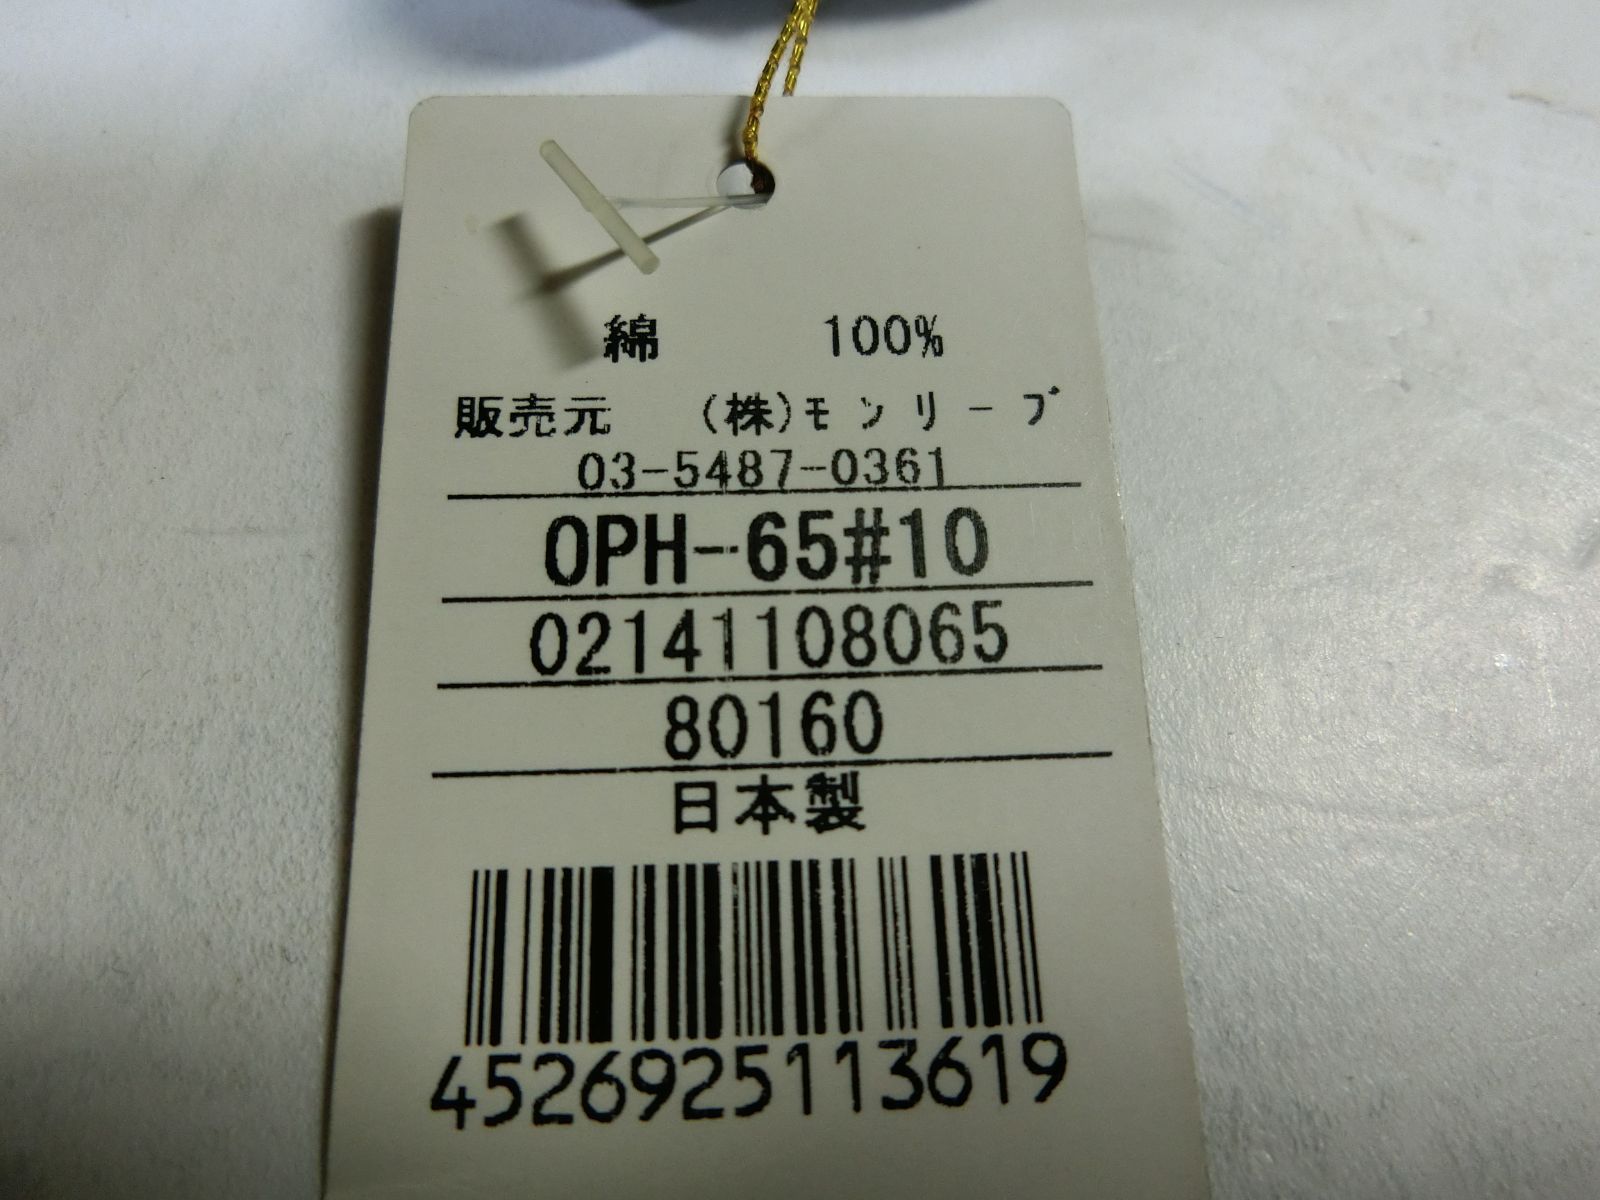 綿 100%
販売元 (株)モンリーブ
03-5487-0361
OPH-65#10
02141108065
80160
日本製
4526925113619